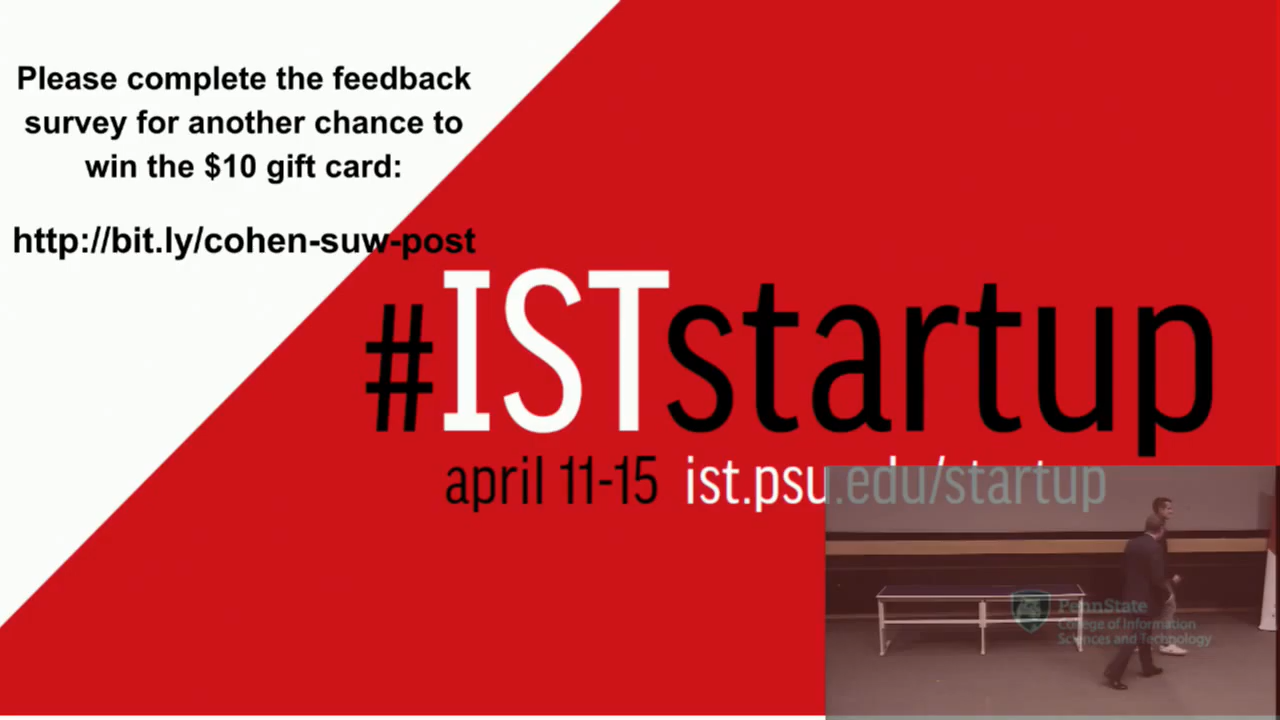 Please complete the feedback
survey for another chance to
win the $10 gift card:
http://bit.ly/cohen-suw-post
#ISTstartup
april 11-15 ist.psu.edu/startup
PennState
College of Information
Sciences and Technology